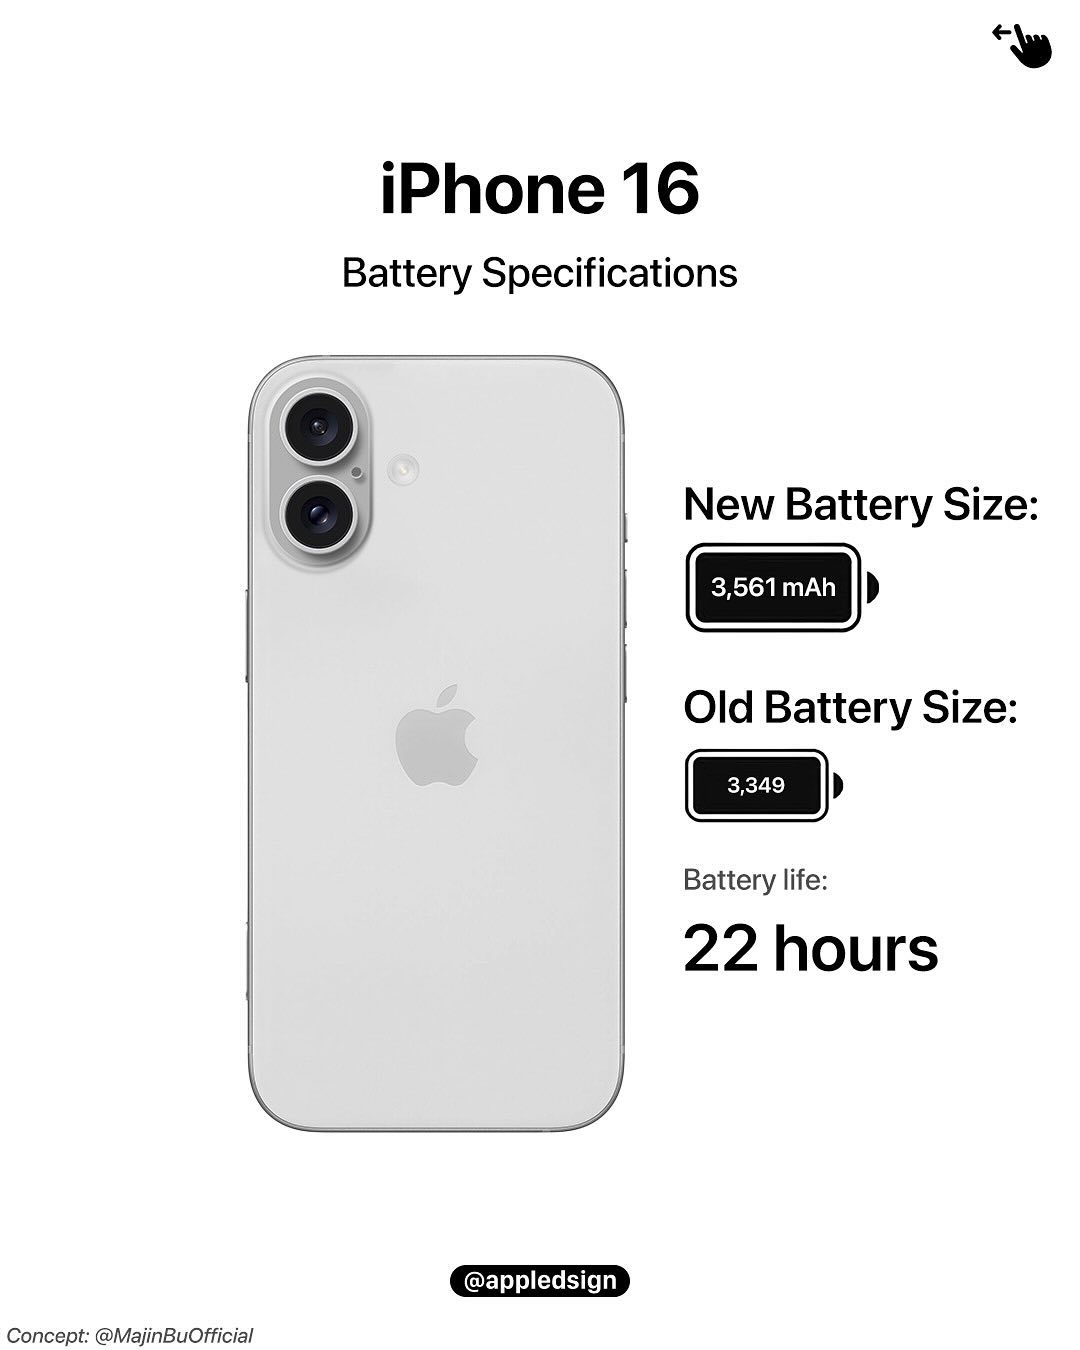 iPhone 16
Battery Specifications
New Battery Size:
3,561 mAh
Old Battery Size:
3,349
Battery life:
22 hours
@appledsign
Concept: @MajinBuOfficial